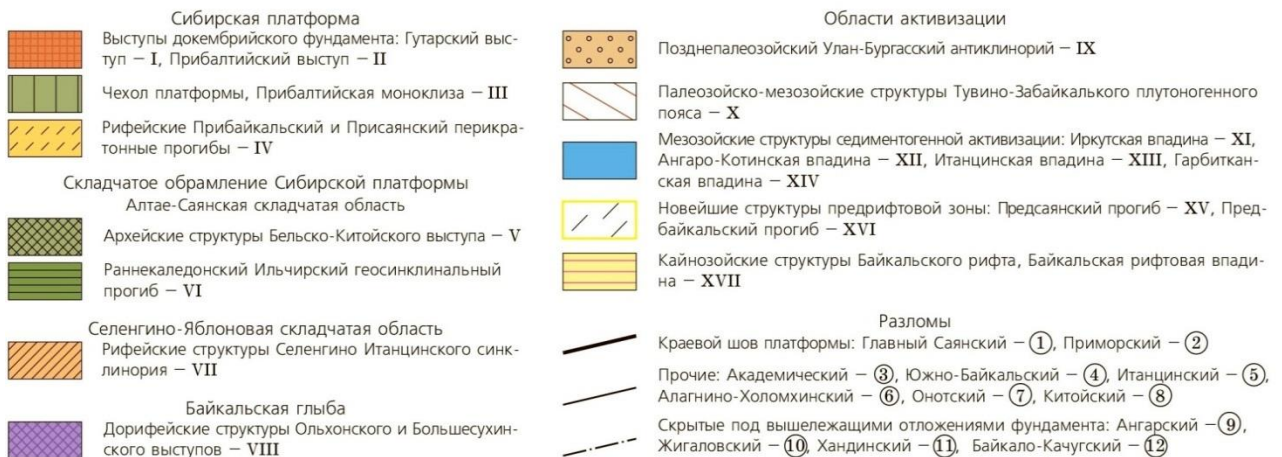 Сибирская платформа
Выступы докембрийского фундамента: Гутарский выс-
туп – I, Прибалтийский выступ – II
Чехол платформы, Прибалтийская моноклиза – III
Рифейские Прибайкальский и Присаянский перикра-
тонные прогибы – IV
Складчатое обрамление Сибирской платформы
Алтае-Саянская складчатая область
Архейские структуры Бельско-Китойского выступа – V
Раннекаледонский Ильчирский геосинклинальный
прогиб – VI
Селенгино-Яблоновая складчатая область
Рифейские структуры Селенгино Итанцинского синк-
линория – VII
Байкальская глыба
Дорифейские структуры Ольхонского и Большесухин-
ского выступов – VIII
Области активизации
Позднепалеозойский Улан-Бургасский антиклинорий – IX
Палеозойско-мезозойские структуры Тувино-Забайкалького плутоногенного
пояса – X
Мезозойские структуры седиментогенной активизации: Иркутская впадина – XI,
Ангаро-Котинская впадина – XII, Итанцинская впадина – XIII, Гарбиткан-
ская впадина – XIV
Новейшие структуры предрифтовой зоны: Предсаянский прогиб – XV, Пред-
байкальский прогиб – XVI
Кайнозойские структуры Байкальского рифта, Байкальская рифтовая впади-
на – XVII
Разломы
Краевой шов платформы: Главный Саянский – 1, Приморский – 2
Прочие: Академический – 3, Южно-Байкальский – 4, Итанцинский – 5,
Алагнино-Холомхинский – 6, Онотский – 7, Китойский – 8
Скрытые под вышележащими отложениями фундамента: Ангарский – 9,
Жигаловский – 10, Хандинский – 11, Байкало-Качугский – 12